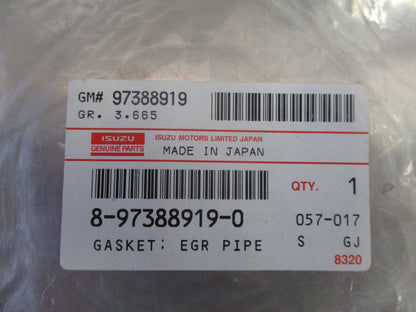 GM# 97388919
GR. 3.665
ISUZU
GENUINE PARTS
ISUZU MOTORS LIMITED JAPAN
MADE IN JAPAN
QTY. 1
8-97388919-0
057-017
GASKET; EGR PIPE
S GJ
8320